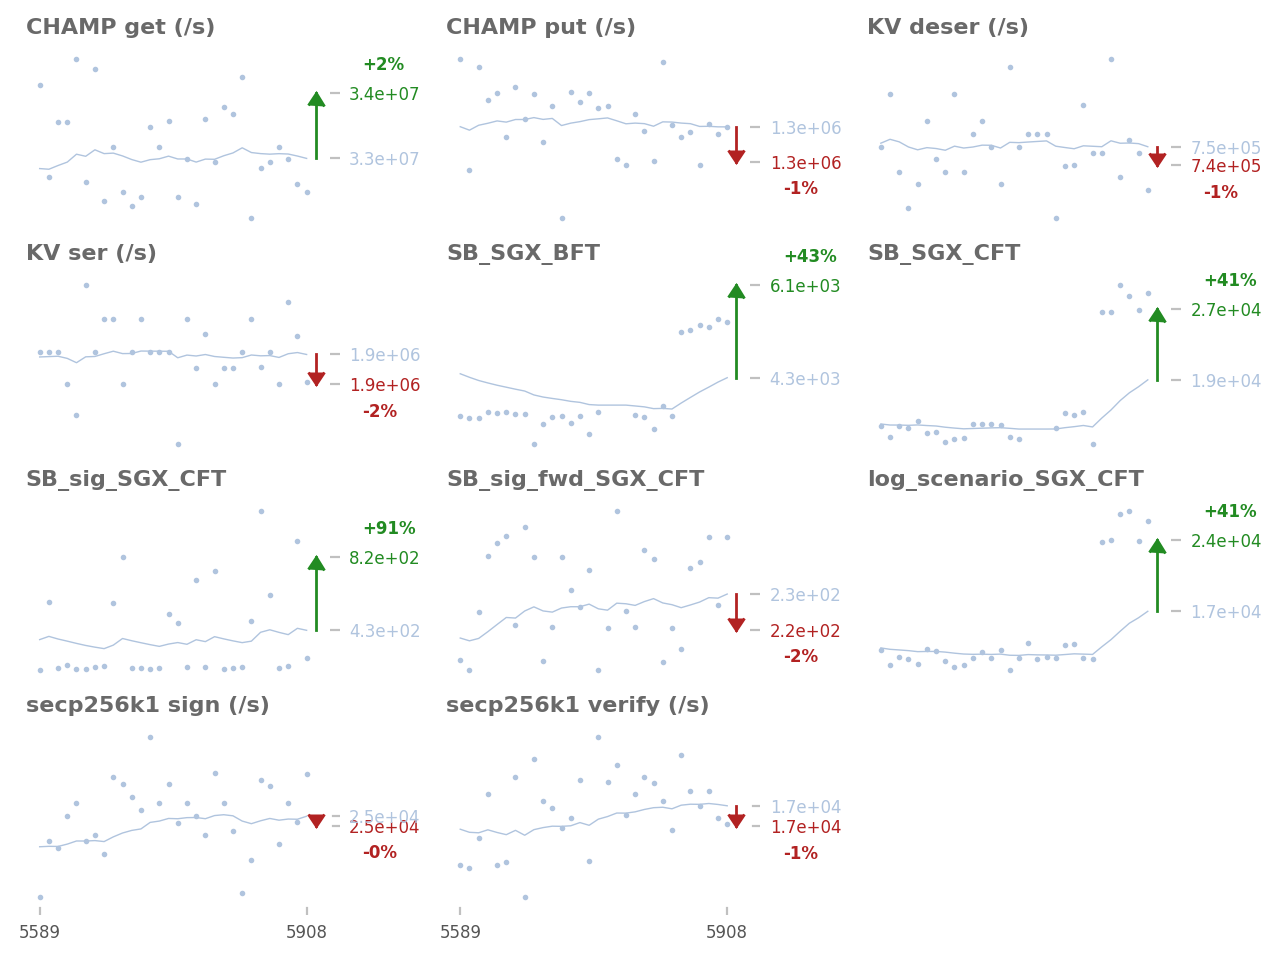 CHAMP get (/s)
+2%
3.4e+07
3.3e+07
CHAMP put (/s)
1.3e+06
1.3e+06
-1%
KV deser (/s)
7.5e+05
7.4e+05
-1%
KV ser (/s)
1.9e+06
1.9e+06
-2%
SB_SGX_BFT
+43%
6.1e+03
4.3e+03
SB_SGX_CFT
+41%
2.7e+04
1.9e+04
SB_sig_SGX_CFT
+91%
8.2e+02
4.3e+02
SB_sig_fwd_SGX_CFT
2.3e+02
2.2e+02
-2%
log_scenario_SGX_CFT
+41%
2.4e+04
1.7e+04
secp256k1 sign (/s)
2.5e+04
2.5e+04
-0%
5589
5908
secp256k1 verify (/s)
1.7e+04
1.7e+04
-1%
5589
5908